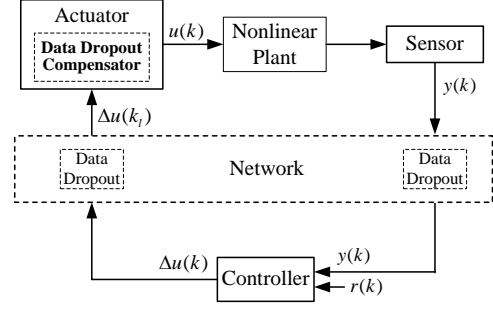 Actuator
Data Dropout
Compensator
u(k)
Nonlinear
Plant
Sensor
y(k)
Δu(k_l)
Data
Dropout
Network
Data
Dropout
Δu(k)
Controller
y(k)
r(k)